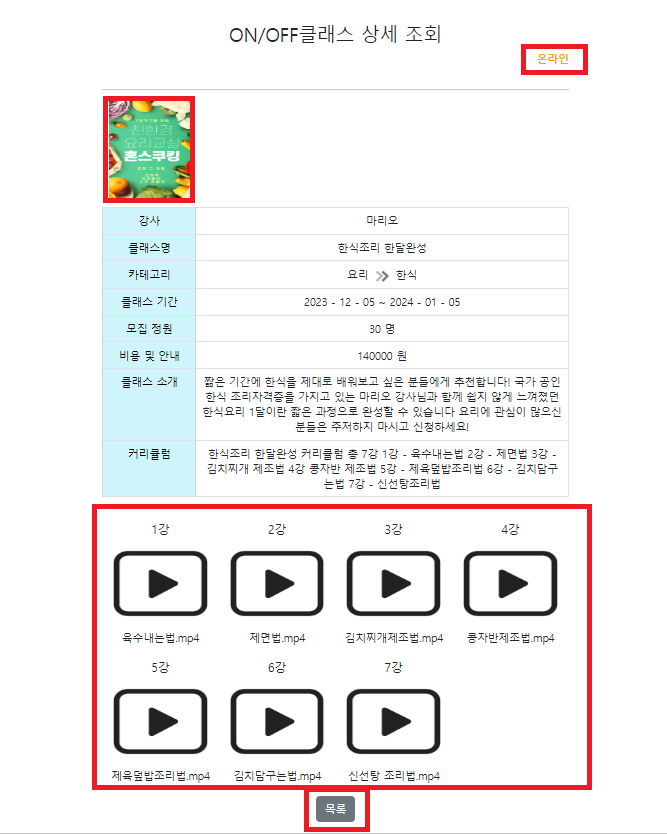 ON/OFF클래스 상세 조회
온라인
친환경
요리교실
혼스쿠킹
강사 마리오
클래스명 한식조리 한달완성
카테고리 요리 한식
클래스 기간 2023 - 12 - 05 ~ 2024 - 01 - 05
모집 정원 30 명
비용 및 안내 140000 원
클래스 소개 짧은 기간에 한식을 제대로 배워보고 싶은 분들에게 추천합니다! 국가 공인
한식 조리자격증을 가지고 있는 마리오 강사님과 함께 쉽지 않게 느껴졌던
한식요리 1달이란 짧은 과정으로 완성할 수 있습니다 요리에 관심이 많으신
분들은 주저하지 마시고 신청하세요!
커리큘럼 한식조리 한달완성 커리큘럼 총 7강 1강 - 육수내는법 2강 - 제면법 3강 -
김치찌개 제조법 4강 콩자반 제조법 5강 - 제육덮밥조리법 6강 - 김치담구
는법 7강 - 신선탕조리법
1강 2강 3강 4강
육수내는법.mp4 제면법.mp4 김치찌개제조법.mp4 콩자반제조법.mp4
5강 6강 7강
제육덮밥조리법.mp4 김치담구는법.mp4 신선탕 조리법.mp4
목록